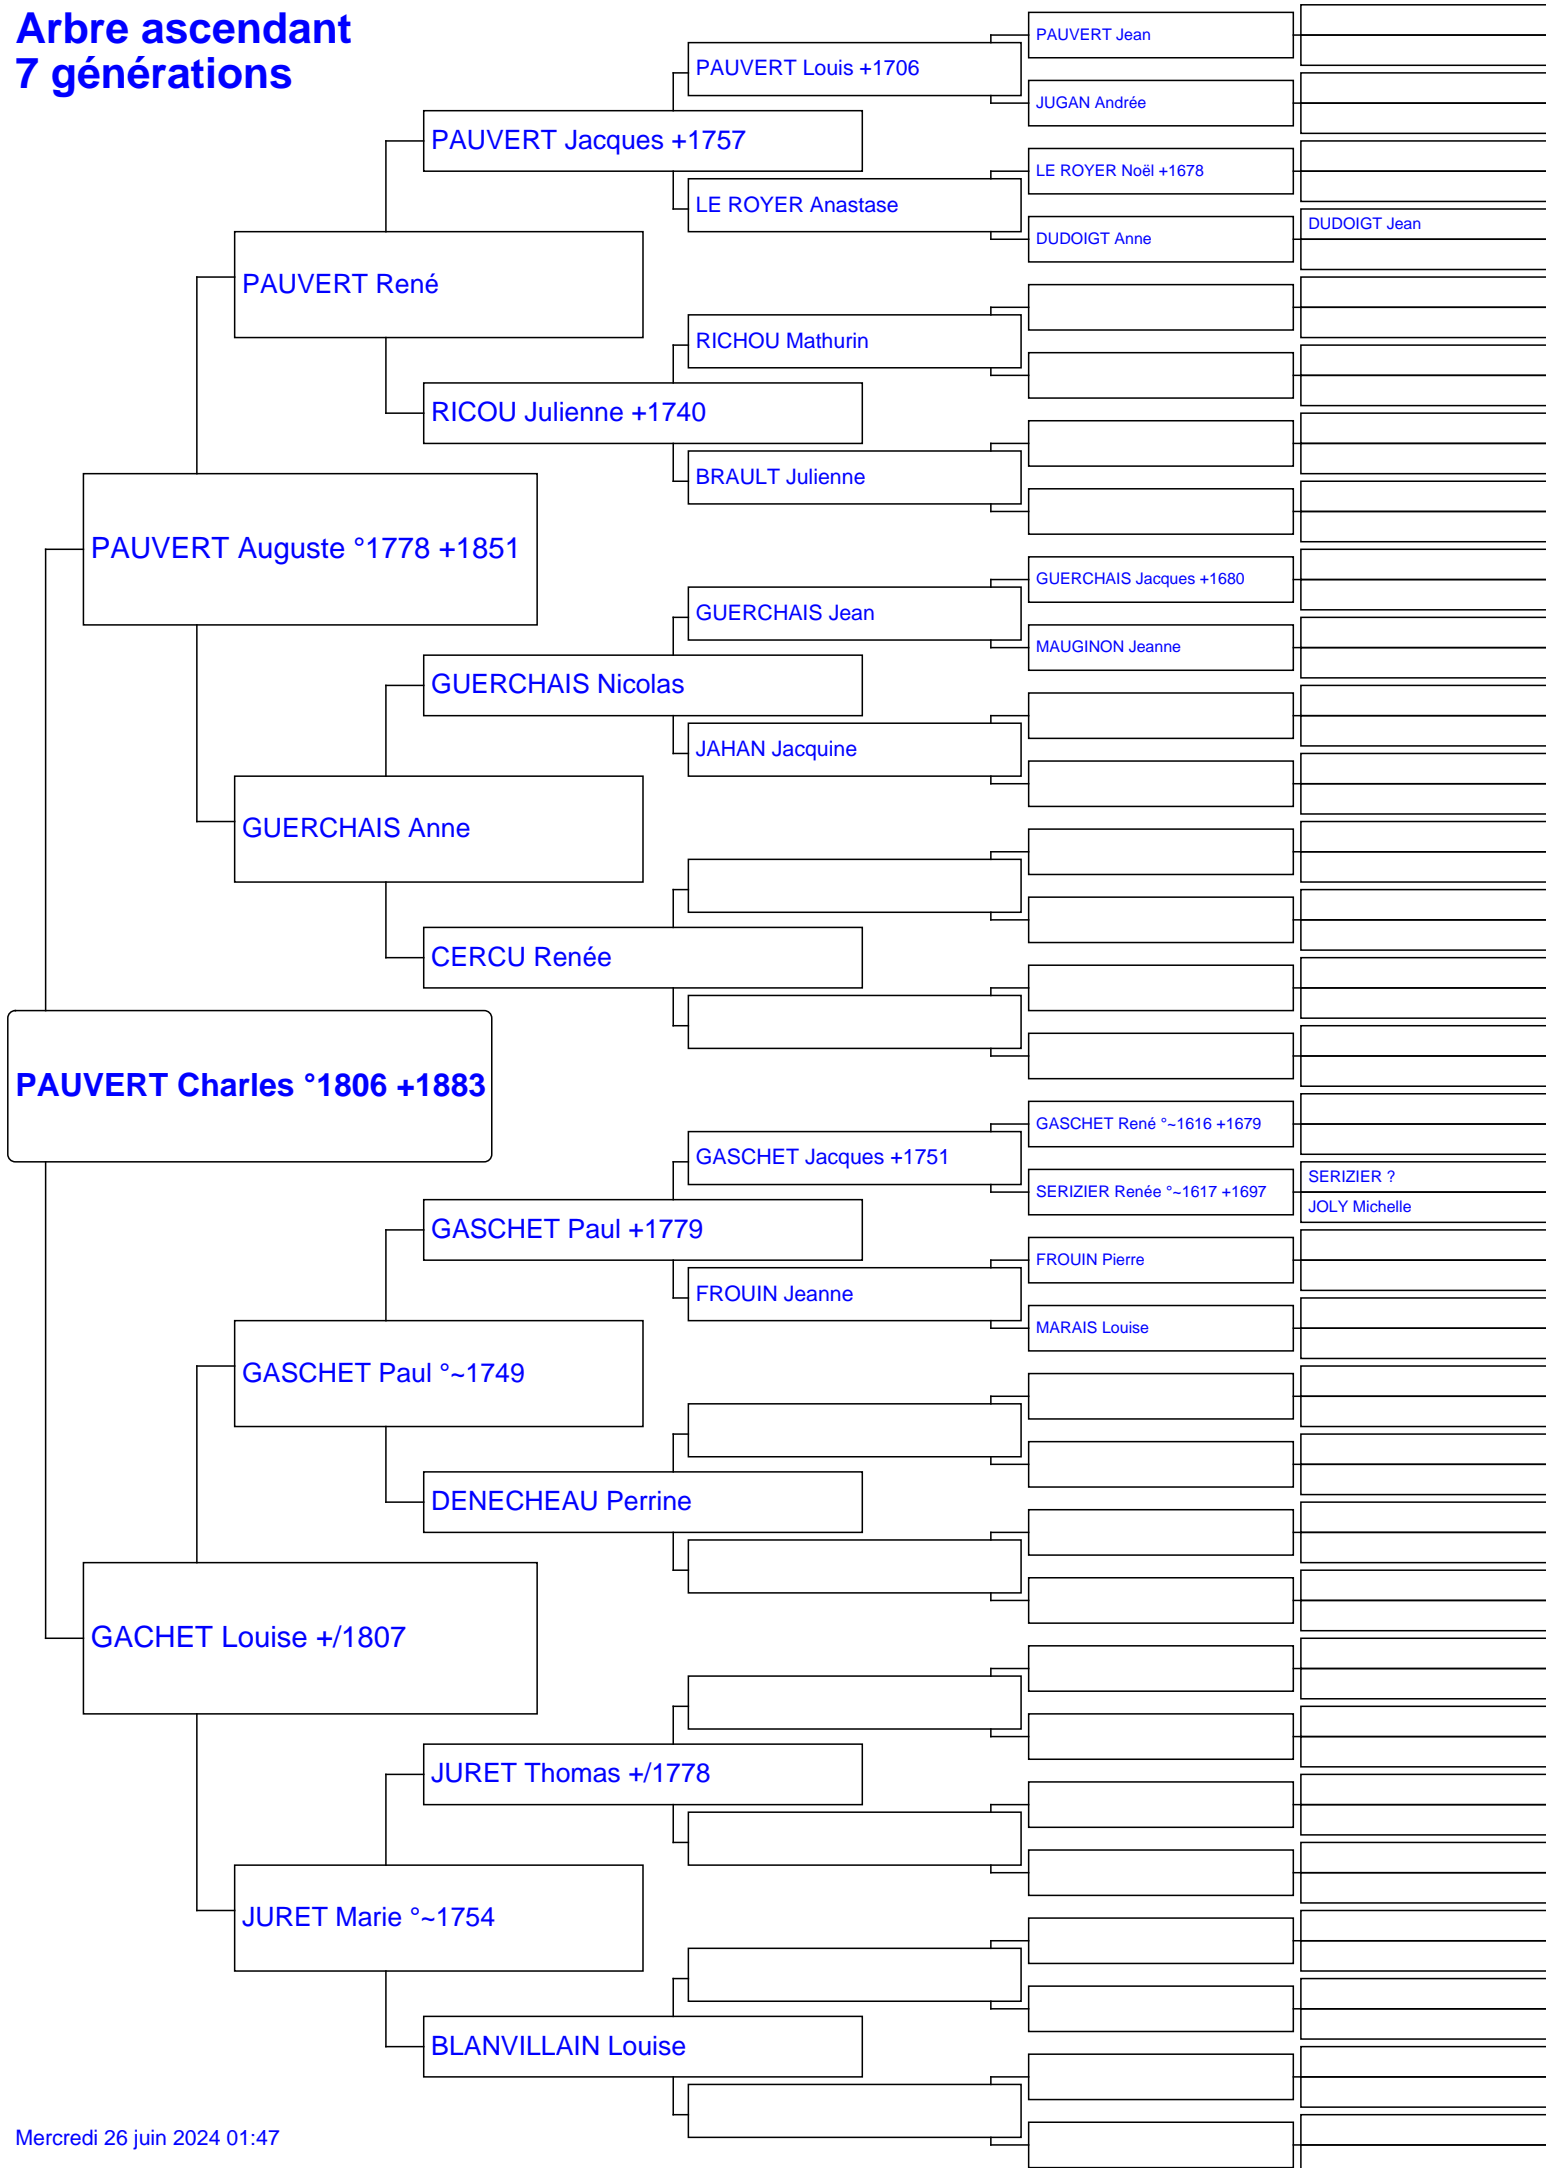 Arbre ascendant
7 générations
PAUVERT Jean
PAUVERT Louis +1706
JUGAN Andrée
PAUVERT Jacques +1757
LE ROYER Noël +1678
LE ROYER Anastase
DUDOIGT Jean
DUDOIGT Anne
PAUVERT René
RICHOU Mathurin
RICOU Julienne +1740
BRAULT Julienne
PAUVERT Auguste °1778 +1851
GUERCHAIS Jacques +1680
GUERCHAIS Jean
MAUGINON Jeanne
GUERCHAIS Nicolas
JAHAN Jacquine
GUERCHAIS Anne
CERCU Renée
PAUVERT Charles °1806 +1883
GASCHET René °~1616 +1679
GASCHET Jacques +1751
SERIZIER ?
SERIZIER Renée °~1617 +1697
JOLY Michelle
GASCHET Paul +1779
FROUIN Pierre
FROUIN Jeanne
MARAIS Louise
GASCHET Paul °~1749
DENECHEAU Perrine
GACHET Louise +/1807
JURET Thomas +/1778
JURET Marie °~1754
BLANVILLAIN Louise
Mercredi 26 juin 2024 01:47